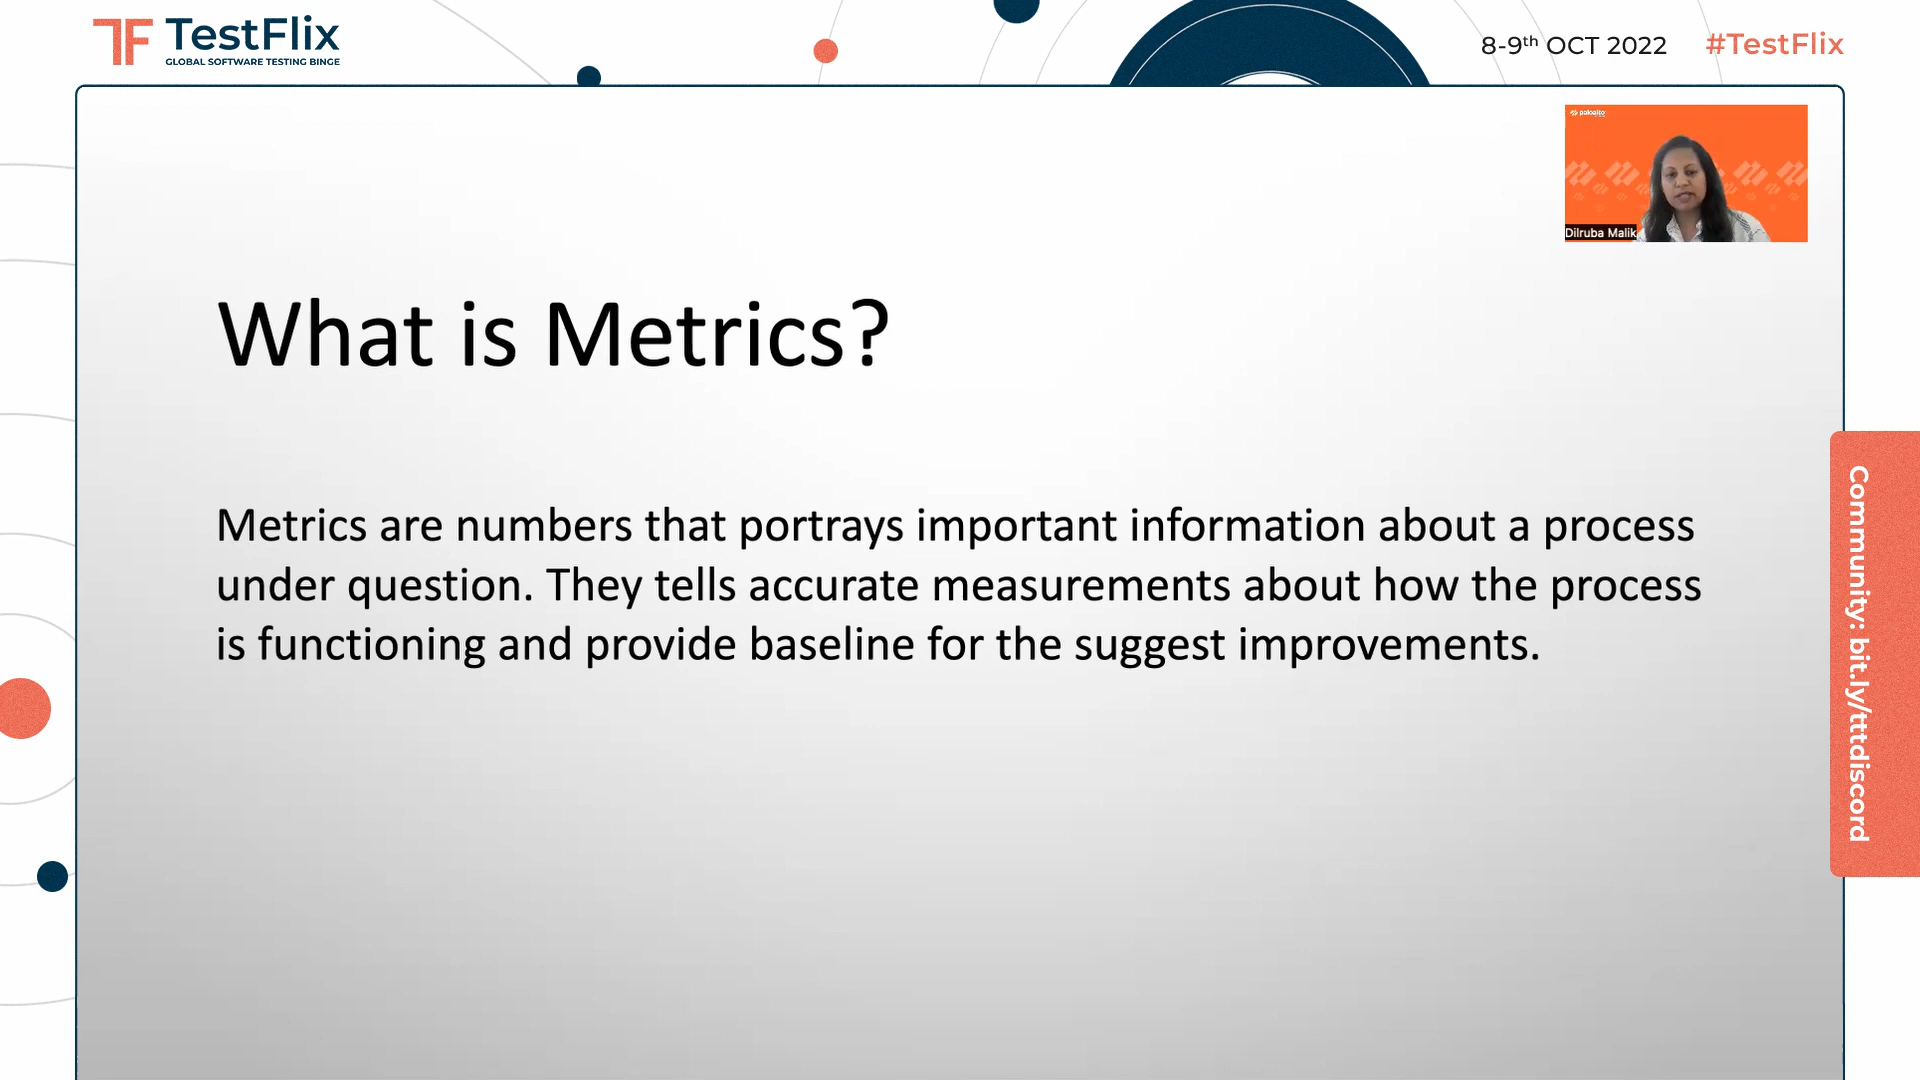 TF TestFlix
GLOBAL SOFTWARE TESTING BINGE
8-9th OCT 2022 #TestFlix
paloalto
Dilruba Malik
What is Metrics?
Metrics are numbers that portrays important information about a process
under question. They tells accurate measurements about how the process
is functioning and provide baseline for the suggest improvements.
Community: bit.ly/tttdiscord